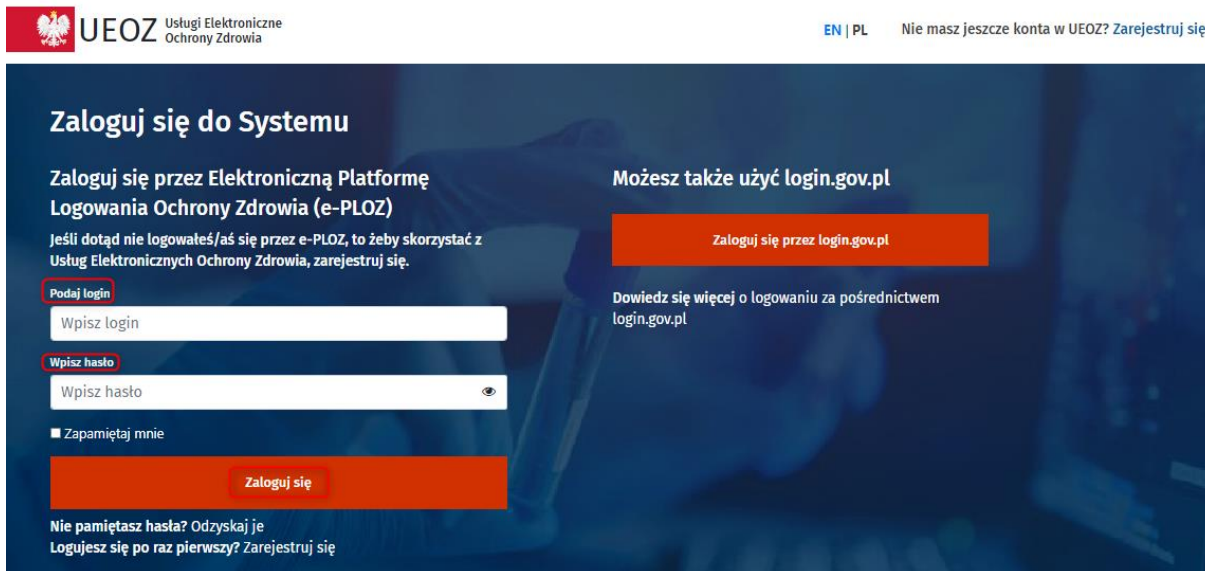 UEOZ Usługi Elektroniczne
Ochrony Zdrowia
EN | PL
Nie masz jeszcze konta w UEOZ? Zarejestruj się
Zaloguj się do Systemu
Zaloguj się przez Elektroniczną Platformę
Logowania Ochrony Zdrowia (e-PLOZ)
Jeśli dotąd nie logowałeś/aś się przez e-PLOZ, to żeby skorzystać z
Usług Elektronicznych Ochrony Zdrowia, zarejestruj się.
Podaj login
Wpisz login
Wpisz hasło
Wpisz hasło
Zapamiętaj mnie
Zaloguj się
Nie pamiętasz hasła? Odzyskaj je
Logujesz się po raz pierwszy? Zarejestruj się
Możesz także użyć login.gov.pl
Zaloguj się przez login.gov.pl
Dowiedz się więcej o logowaniu za pośrednictwem
login.gov.pl